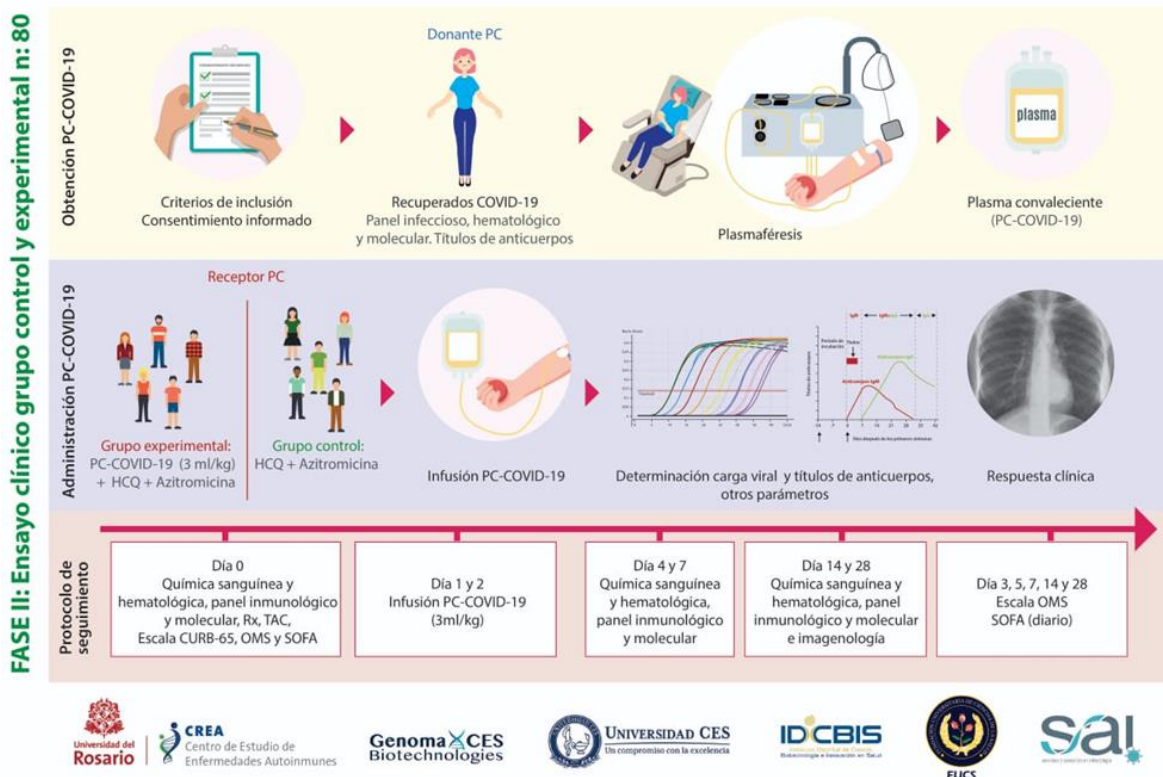 FASE II: Ensayo clínico grupo control y experimental n: 80
Obtención PC-COVID-19
Criterios de inclusión
Consentimiento informado
Donante PC
Recuperados COVID-19
Panel infeccioso, hematológico
y molecular. Títulos de anticuerpos
Plasmaféresis
plasma
Plasma convaleciente
(PC-COVID-19)
Administración PC-COVID-19
Receptor PC
Grupo experimental:
PC-COVID-19 (3 ml/kg)
+ HCQ + Azitromicina
Grupo control:
HCQ + Azitromicina
Infusión PC-COVID-19
Determinación carga viral y títulos de anticuerpos,
otros parámetros
Respuesta clínica
Protocolo de
seguimiento
Día 0
Química sanguínea y
hematológica, panel inmunológico
y molecular, Rx, TAC,
Escala CURB-65, OMS y SOFA
Día 1 y 2
Infusión PC-COVID-19
(3ml/kg)
Día 4 y 7
Química sanguínea
y hematológica,
panel inmunológico
y molecular
Día 14 y 28
Química sanguínea y
hematológica, panel
inmunológico y molecular
e imagenología
Día 3, 5, 7, 14 y 28
Escala OMS
SOFA (diario)
Universidad del
Rosario
CREA
Centro de Estudio de
Enfermedades Autoinmunes
Genoma CES
Biotechnologies
UNIVERSIDAD CES
Un compromiso con la excelencia
IDCBIS
FUCS
sai